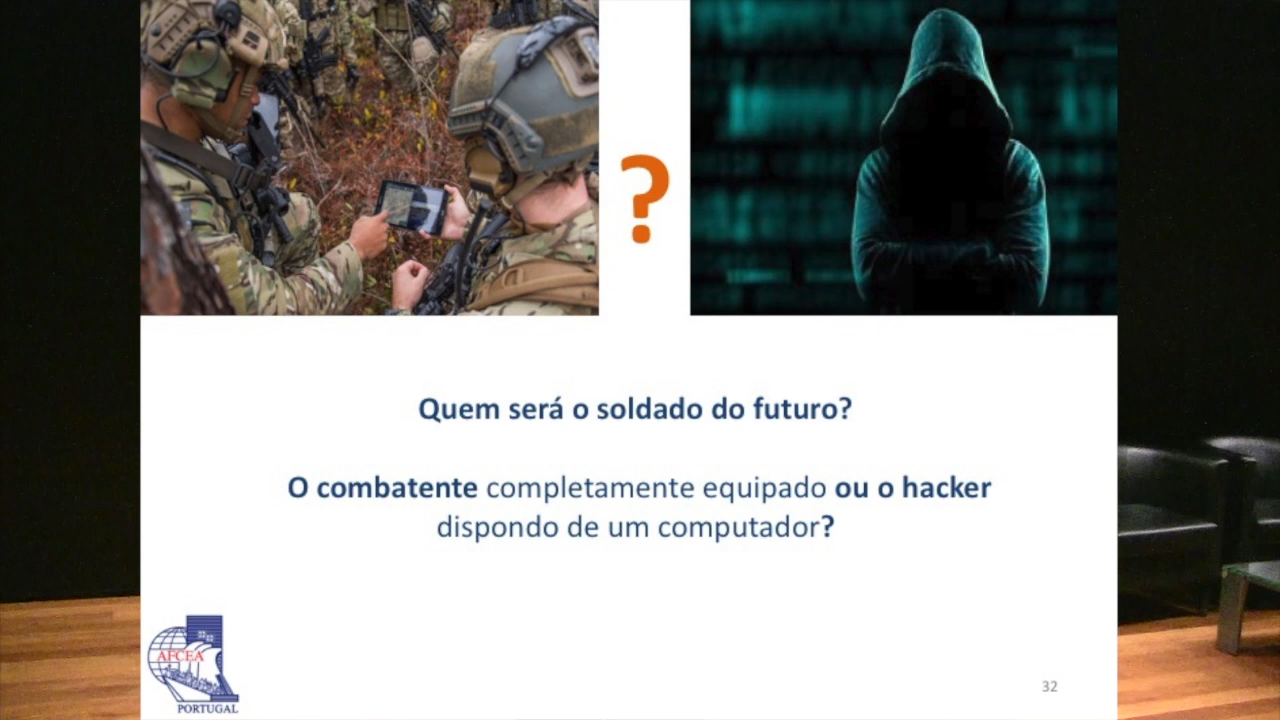 ?
Quem será o soldado do futuro?
O combatente completamente equipado ou o hacker
dispondo de um computador?
AFCEA
PORTUGAL
32